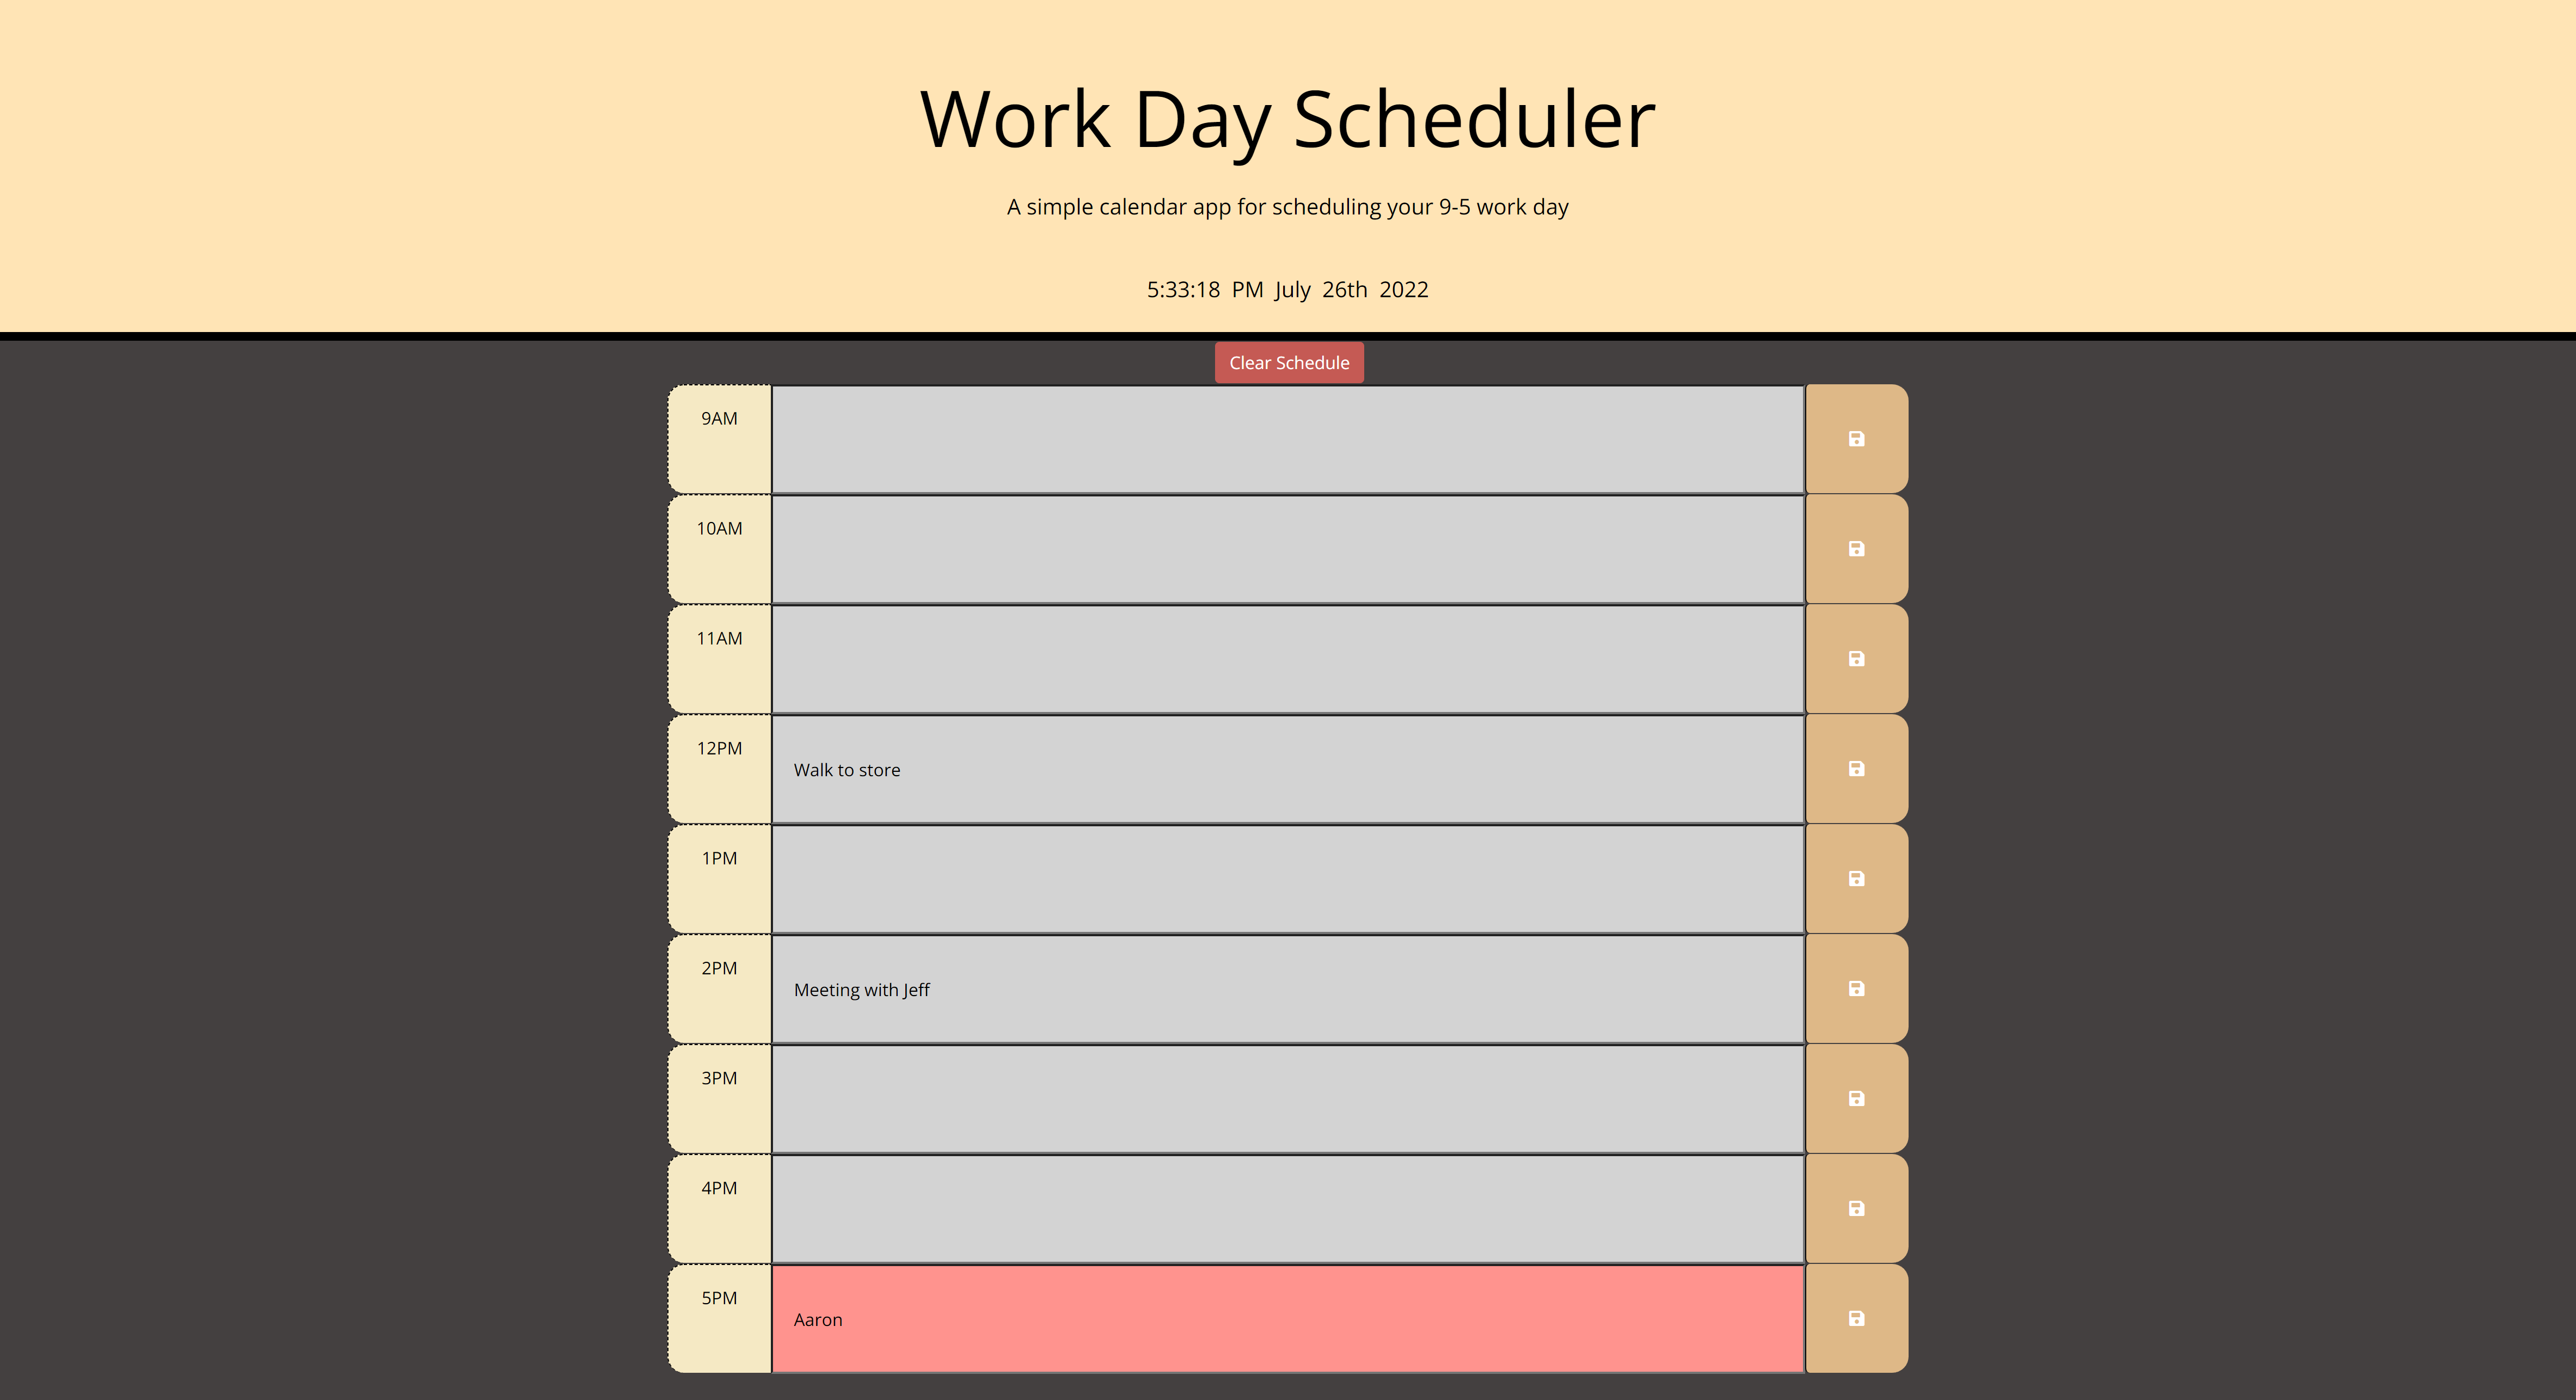 Work Day Scheduler
A simple calendar app for scheduling your 9-5 work day
5:33:18 PM July 26th 2022
Clear Schedule
9AM
10AM
11AM
12PM
Walk to store
1PM
2PM
Meeting with Jeff
3PM
4PM
5PM
Aaron